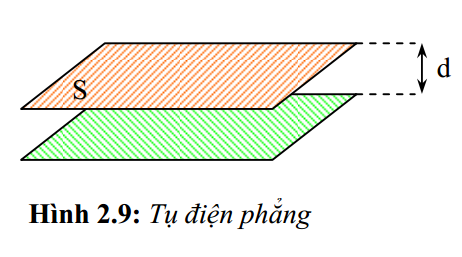 S
d
Hình 2.9: Tụ điện phẳng